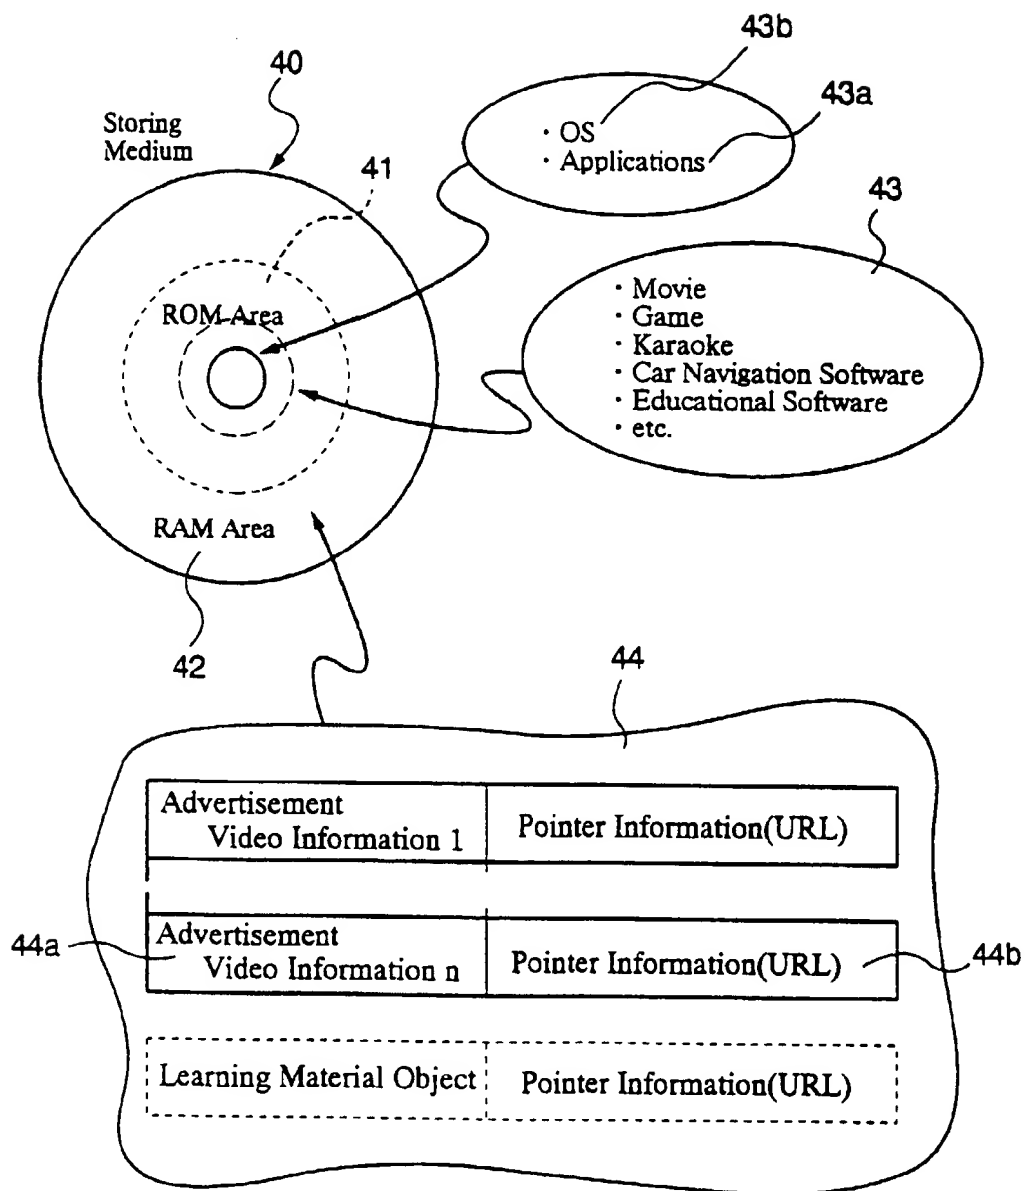 43b
40
43a
Storing
Medium
· OS
· Applications
41
43
· Movie
· Game
· Karaoke
· Car Navigation Software
· Educational Software
· etc.
ROM Area
RAM Area
42
44
Advertisement
Video Information 1
Pointer Information(URL)
Advertisement
Video Information n
Pointer Information(URL)
44a
44b
Learning Material Object
Pointer Information(URL)